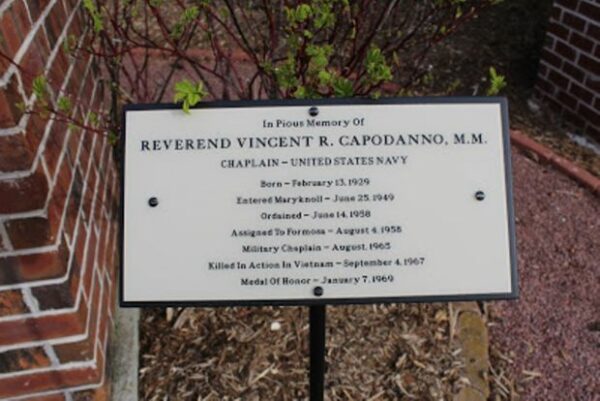 In Pious Memory Of
REVEREND VINCENT R. CAPODANNO, M.M.
CHAPLAIN – UNITED STATES NAVY
Born – February 13, 1929
Entered Maryknoll – June 25, 1949
Ordained – June 14, 1958
Assigned To Formosa – August 4, 1958
Military Chaplain – August, 1965
Killed In Action In Vietnam – September 4, 1967
Medal Of Honor – January 7, 1969